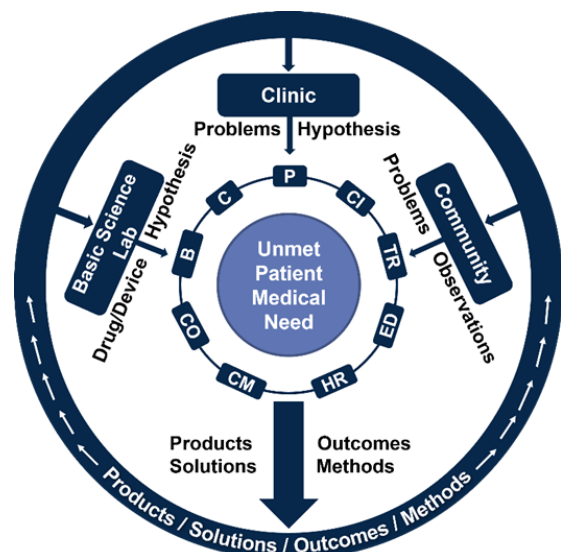 Clinic
Problems Hypothesis
Basic Science
Lab
Hypothesis
Drug/Device
Community
Problems
Observations
P
CI
TR
ED
HR
CM
CO
B
C
Unmet
Patient
Medical
Need
Products
Solutions
Outcomes
Methods
Products / Solutions / Outcomes / Methods